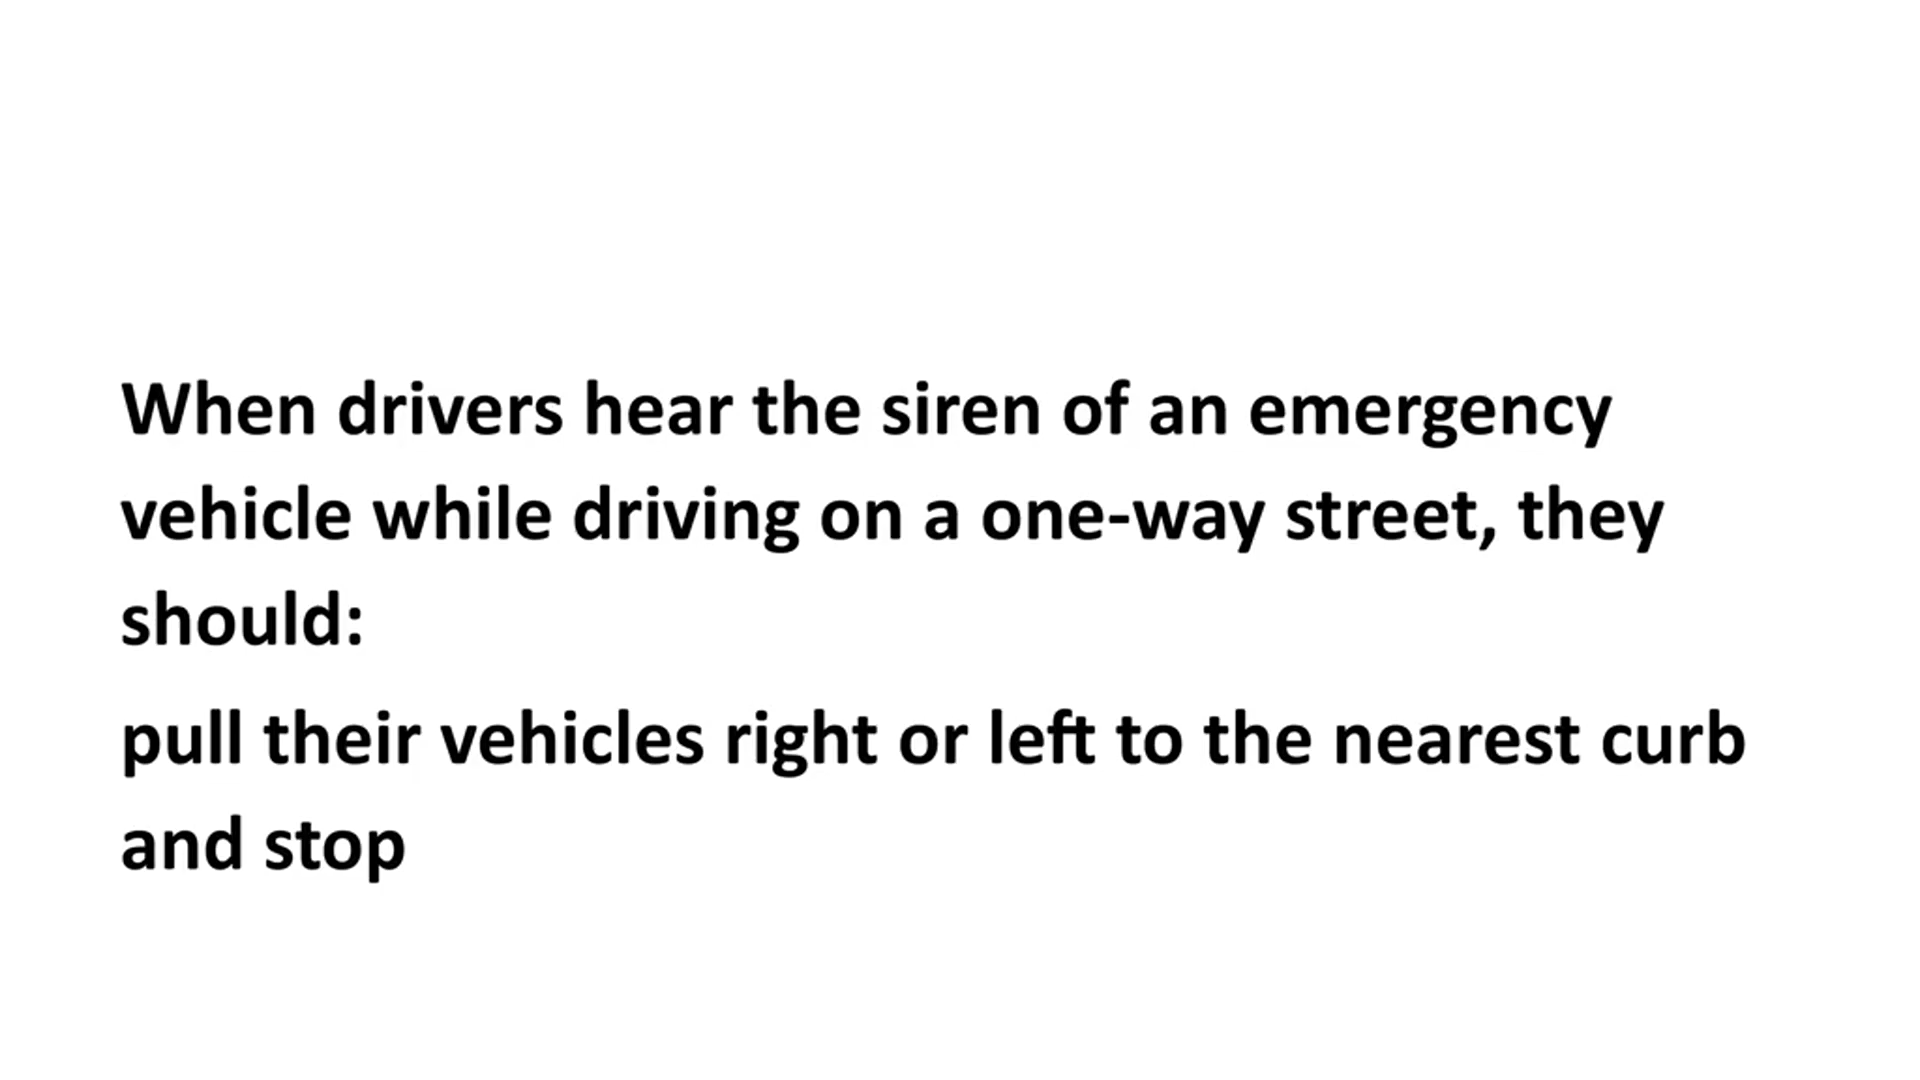 When drivers hear the siren of an emergency
vehicle while driving on a one-way street, they
should:
pull their vehicles right or left to the nearest curb
and stop